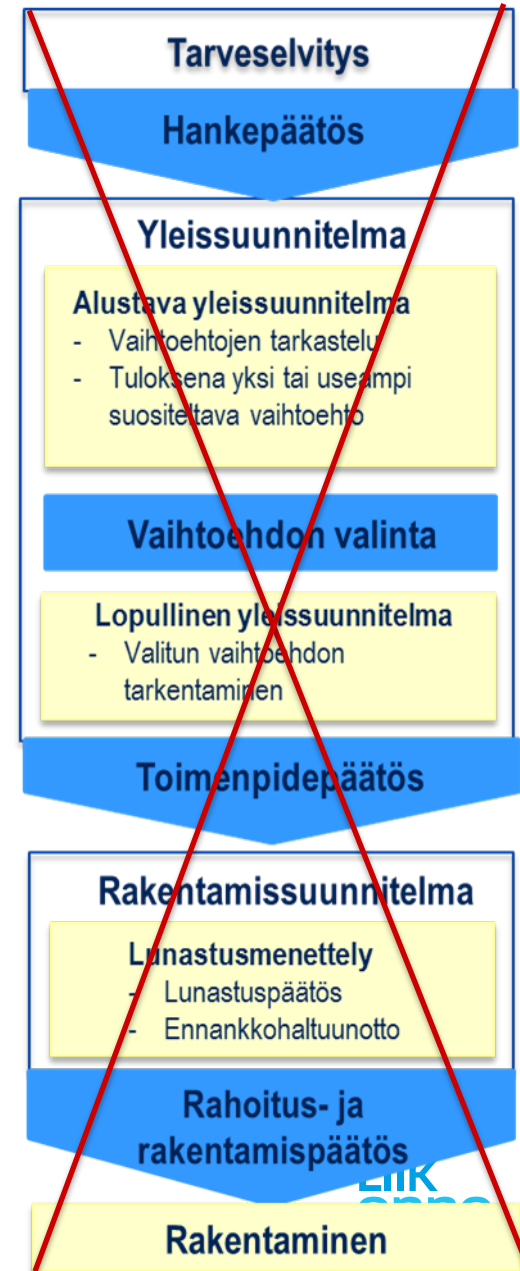 Tarveselvitys
Hankepäätös
Yleissuunnitelma
Alustava yleissuunnitelma
- Vaihtoehtojen tarkastelu
- Tuloksena yksi tai useampi
suositeltava vaihtoehto
Vaihtoehdon valinta
Lopullinen yleissuunnitelma
- Valitun vaihtoehdon
tarkentaminen
Toimenpidepäätös
Rakentamissuunnitelma
Lunastusmenettely
- Lunastuspäätös
- Ennankkohaltuunotto
Rahoitus- ja
rakentamispäätös
Rakentaminen